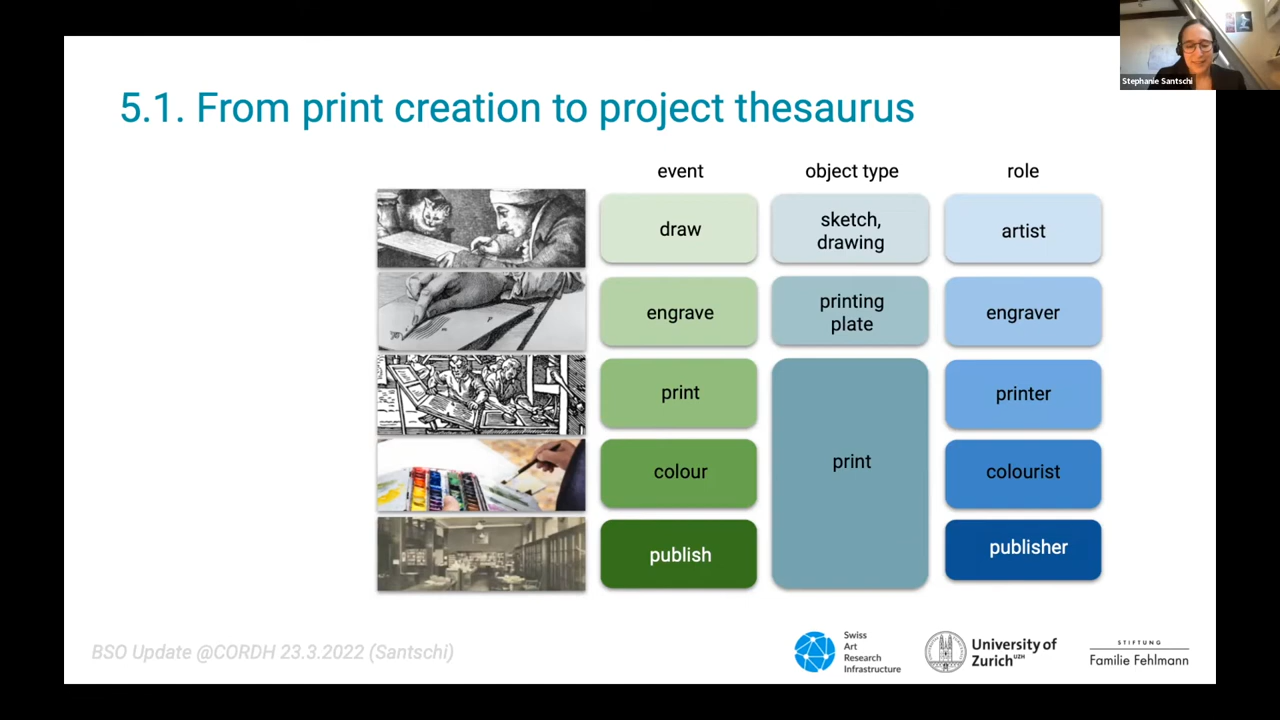 Stephanie Santschi
5.1. From print creation to project thesaurus
event
object type
role
draw
sketch,
drawing
artist
engrave
printing
plate
engraver
print
print
printer
colour
colourist
publish
publisher
BSO Update @CORDH 23.3.2022 (Santschi)
Swiss
Art
Research
Infrastructure
University of
Zurich UZH
STIFTUNG
Familie Fehlmann